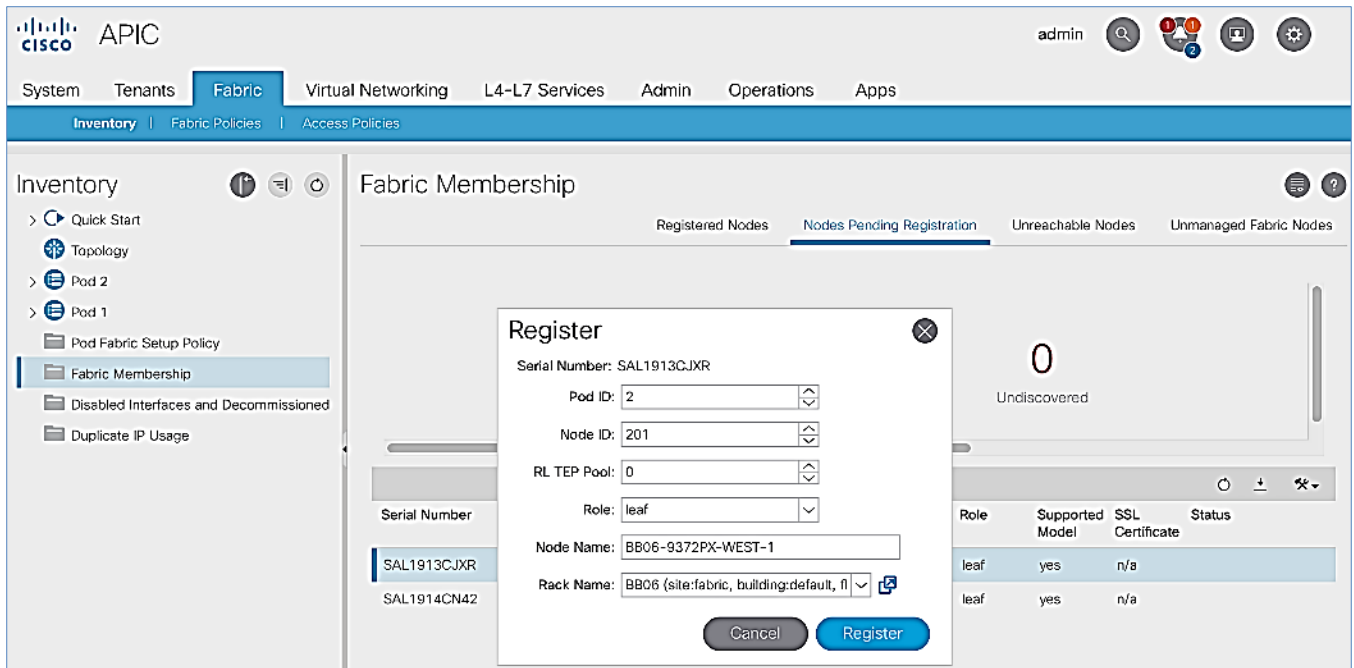 CISCO APIC admin 1 1 2
System Tenants Fabric Virtual Networking L4-L7 Services Admin Operations Apps
Inventory | Fabric Policies | Access Policies
Inventory
Quick Start
Topology
Pod 2
Pod 1
Pod Fabric Setup Policy
Fabric Membership
Disabled Interfaces and Decommissioned
Duplicate IP Usage
Fabric Membership
Registered Nodes Nodes Pending Registration Unreachable Nodes Unmanaged Fabric Nodes
0
Undiscovered
Register
Serial Number: SAL1913CJXR
Pod ID: 2
Node ID: 201
RL TEP Pool: 0
Role: leaf
Node Name: BB06-9372PX-WEST-1
Rack Name: BB06 (site:fabric, building:default, fl
Cancel Register
Serial Number Role Supported Model SSL Certificate Status
SAL1913CJXR leaf yes n/a
SAL1914CN42 leaf yes n/a